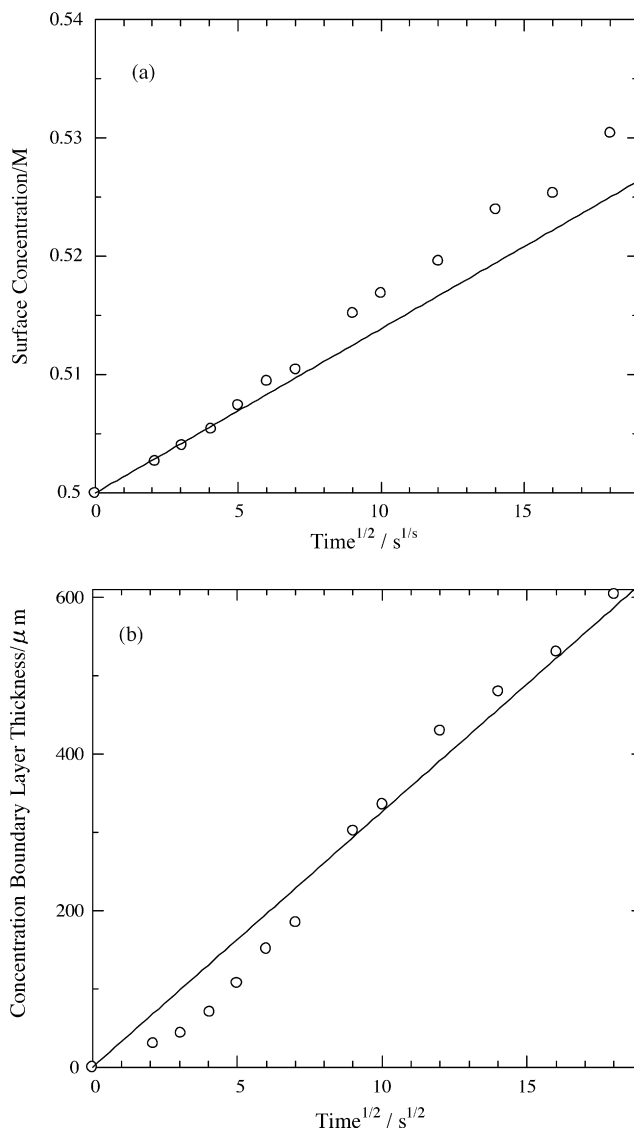 0.54
(a)
0.53
0.52
0.51
0.5
Surface Concentration/M
0 5 10 15
Time^{1/2} / s^{1/s}
600
(b)
400
200
0
Concentration Boundary Layer Thickness/μm
0 5 10 15
Time^{1/2} / s^{1/2}